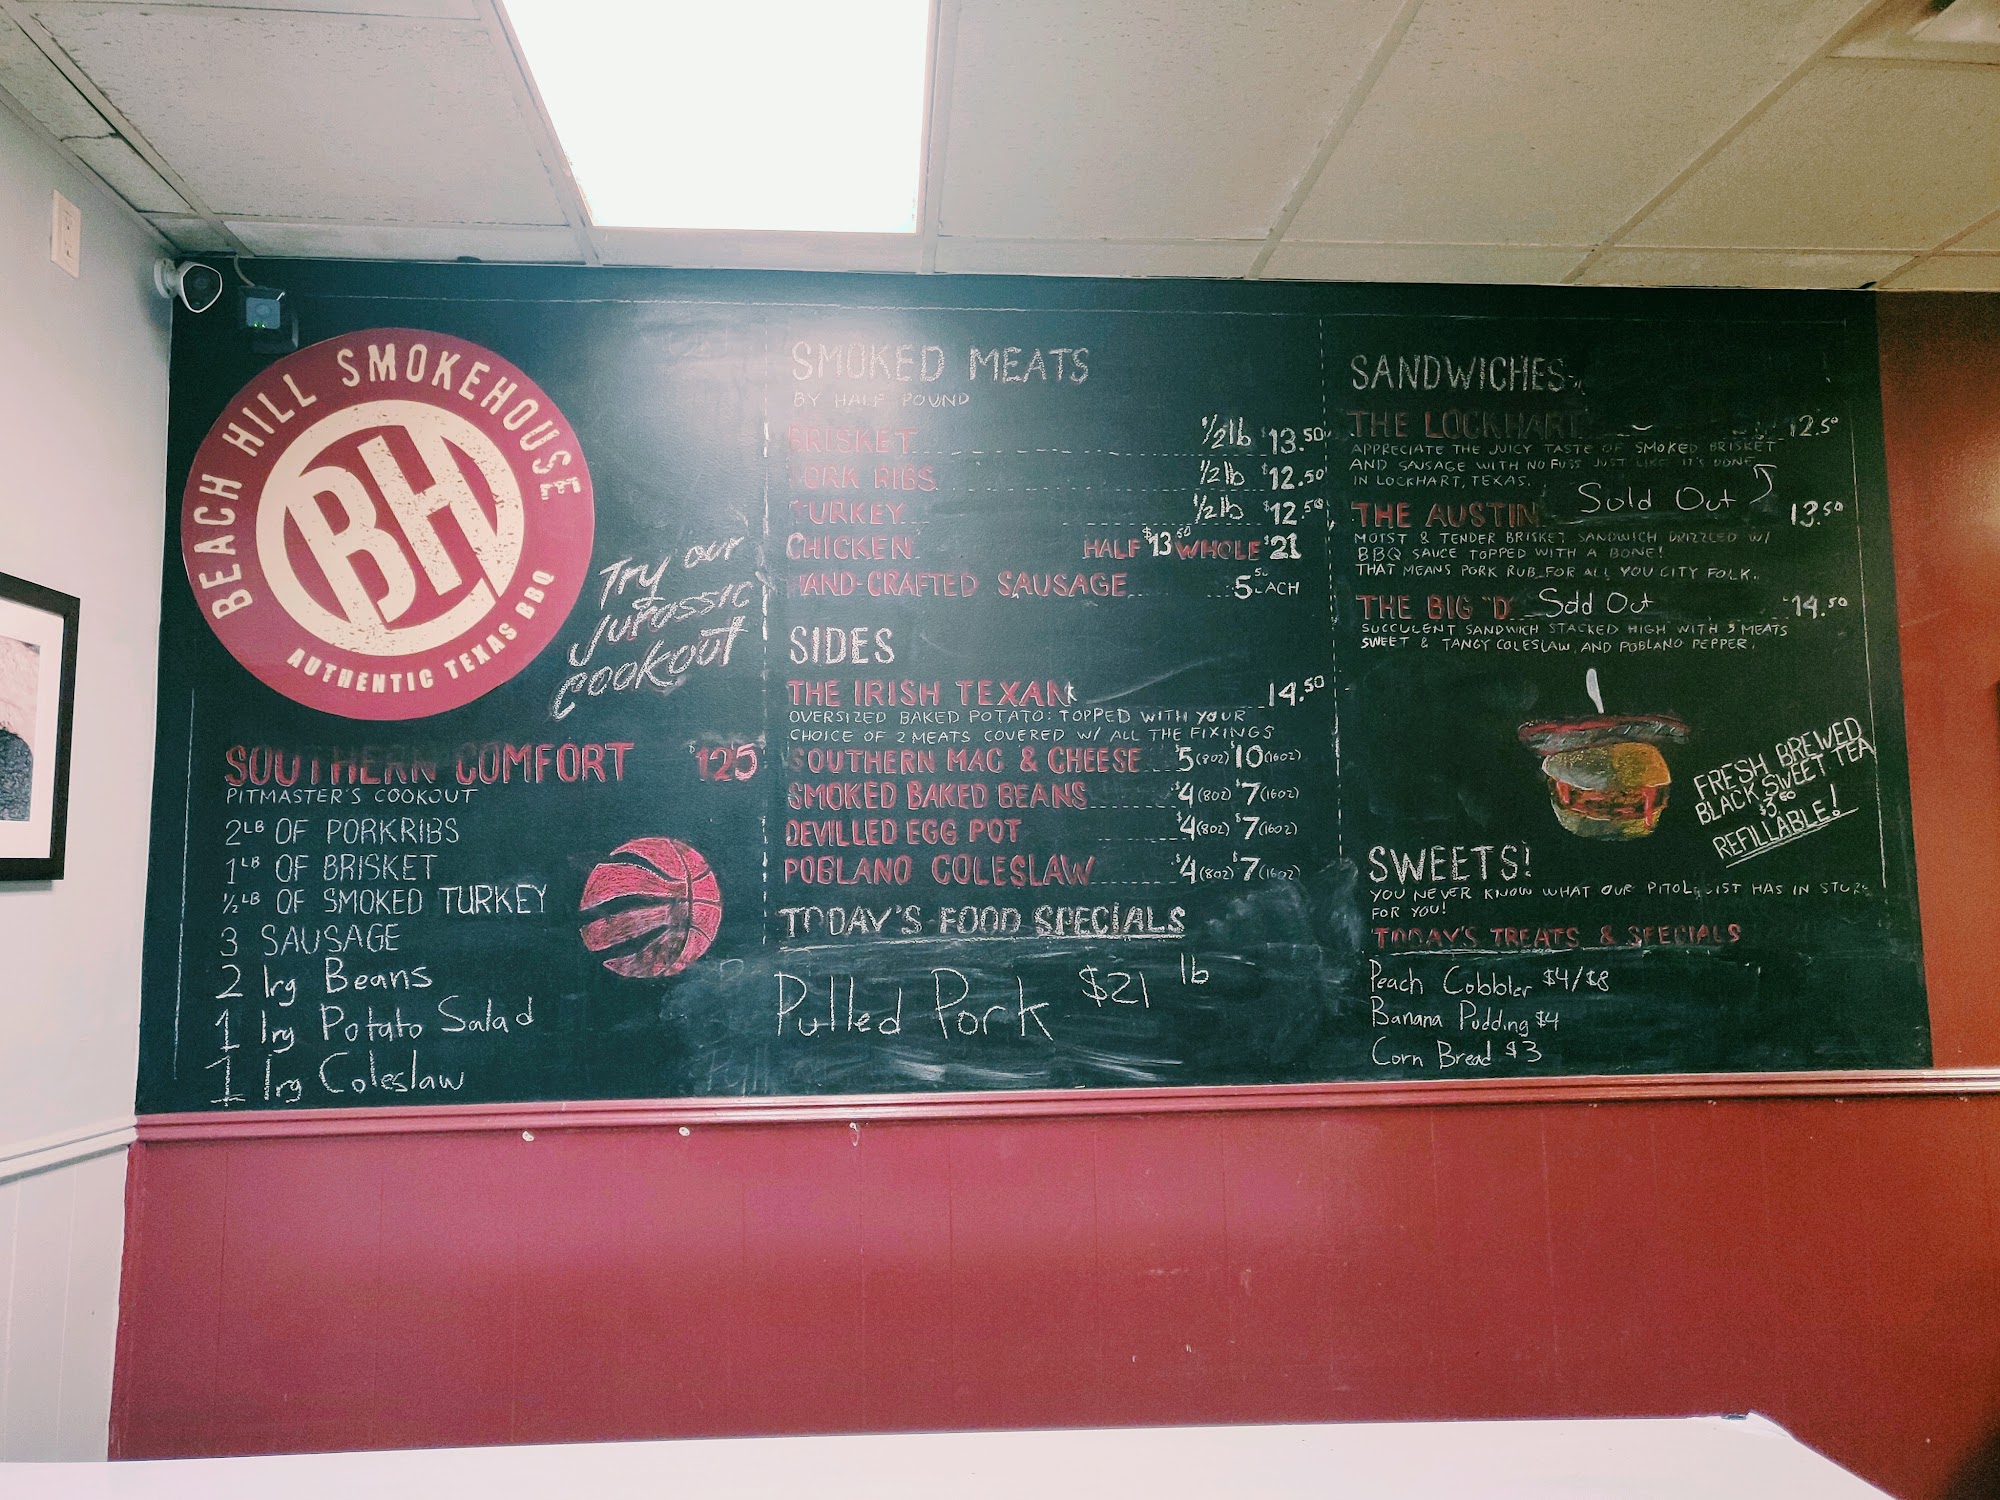 BEACH HILL SMOKEHOUSE
BH
AUTHENTIC TEXAS BBQ
Try our
Jurassic
Cookout
SOUTHERN COMFORT $125
PITMASTER'S COOKOUT
2LB OF PORKRIBS
1LB OF BRISKET
½LB OF SMOKED TURKEY
3 SAUSAGE
2 lrg Beans
1 lrg Potato Salad
1 lrg Coleslaw
SMOKED MEATS
BY HALF POUND
BRISKET ½lb $13.50
PORK RIBS ½lb $12.50
TURKEY ½lb $12.50
CHICKEN HALF $13.50 WHOLE $21
HAND-CRAFTED SAUSAGE 5.50 EACH
SIDES
THE IRISH TEXAN 14.50
OVERSIZED BAKED POTATO: TOPPED WITH YOUR
CHOICE OF 2 MEATS COVERED W/ ALL THE FIXINGS
SOUTHERN MAC & CHEESE $5(8OZ) $10(16OZ)
SMOKED BAKED BEANS $4(8OZ) $7(16OZ)
DEVILLED EGG POT $4(8OZ) $7(16OZ)
POBLANO COLESLAW $4(8OZ) $7(16OZ)
TODAY'S FOOD SPECIALS
Pulled Pork $21 lb
SANDWICHES
THE LOCKHART 12.50
APPRECIATE THE JUICY TASTE OF SMOKED BRISKET
AND SAUSAGE WITH NO FUSS JUST LIKE IT'S DONE
IN LOCKHART, TEXAS.
Sold Out
THE AUSTIN 13.50
MOIST & TENDER BRISKET SANDWICH DRIZZLED W/
BBQ SAUCE TOPPED WITH A BONE!
THAT MEANS PORK RUB FOR ALL YOU CITY FOLK.
THE BIG "D" Sold Out 14.50
SUCCULENT SANDWICH STACKED HIGH WITH 3 MEATS
SWEET & TANGY COLESLAW, AND POBLANO PEPPER.
FRESH BREWED
BLACK SWEET TEA
$3.50
REFILLABLE!
SWEETS!
YOU NEVER KNOW WHAT OUR HAS IN STORE
FOR YOU!
TODAY'S TREATS & SPECIALS
Peach Cobbler $4/$8
Banana Pudding $4
Corn Bread $3